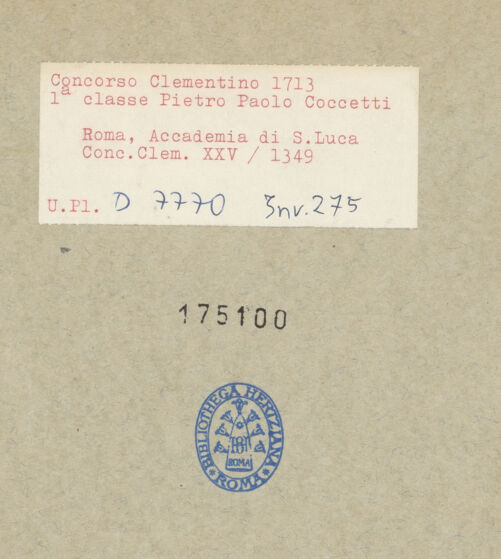 Concorso Clementino 1713
1a classe Pietro Paolo Coccetti
Roma, Accademia di S.Luca
Conc.Clem. XXV / 1349
U.Pl. D 7770 Inv.275
175100
BIBLIOTHECA HERTZIANA
ROMA
* ROMA *